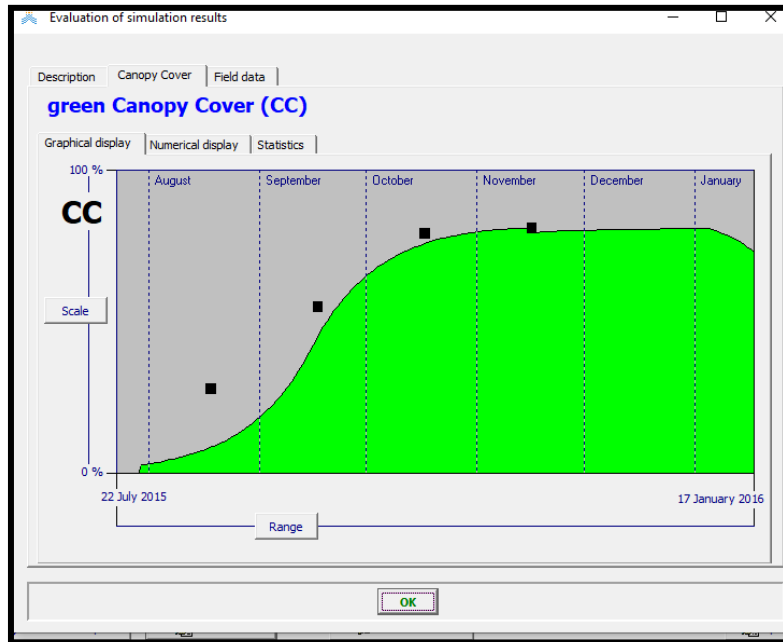 Evaluation of simulation results
Description Canopy Cover Field data
green Canopy Cover (CC)
Graphical display Numerical display Statistics
100 %
August September October November December January
CC
Scale
0 %
22 July 2015 17 January 2016
Range
OK